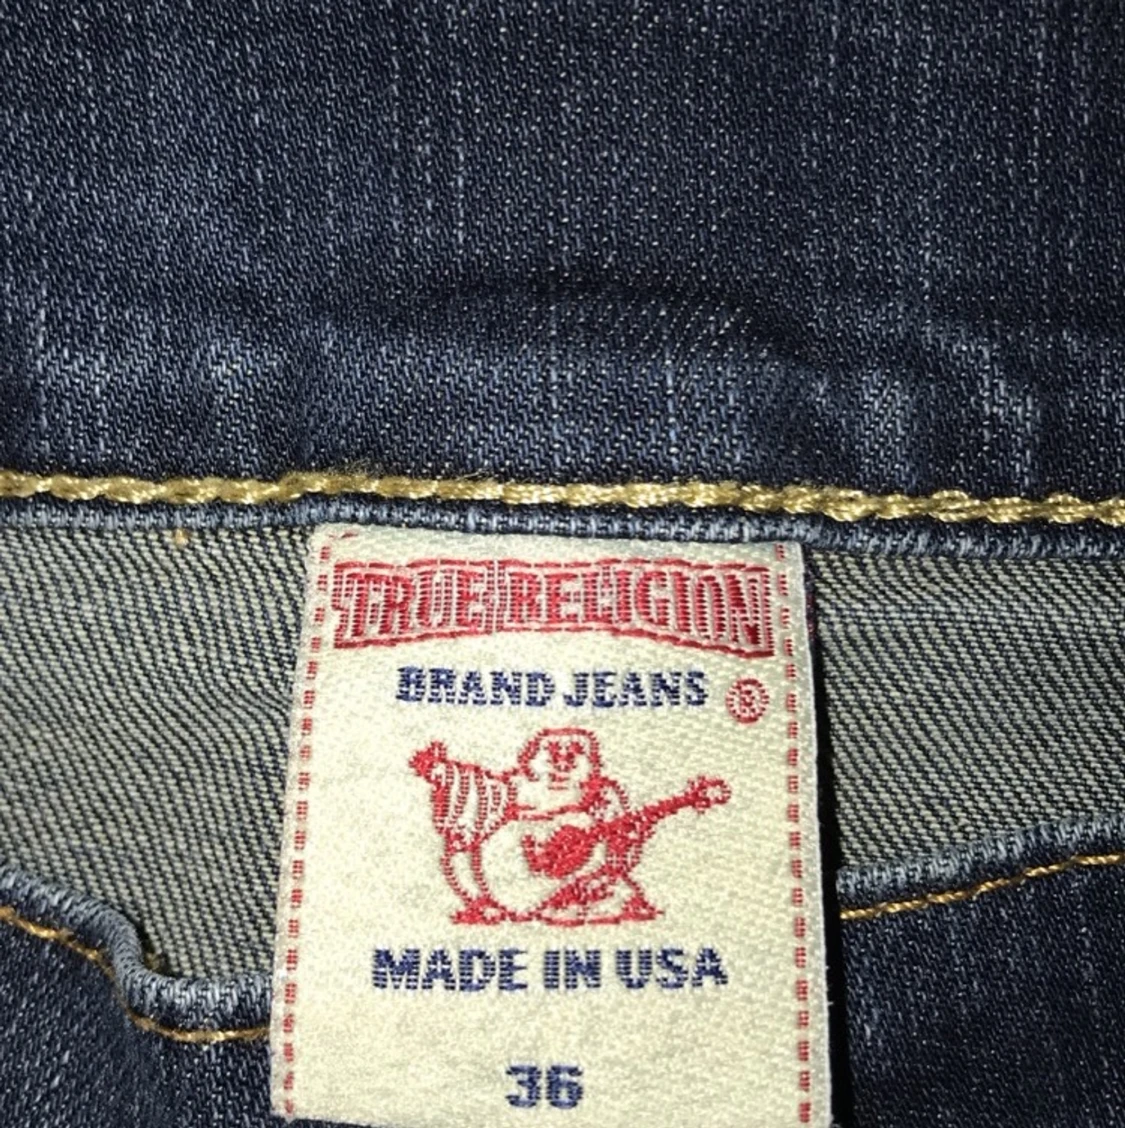 TRUE RELIGION
BRAND JEANS ®
MADE IN USA
36